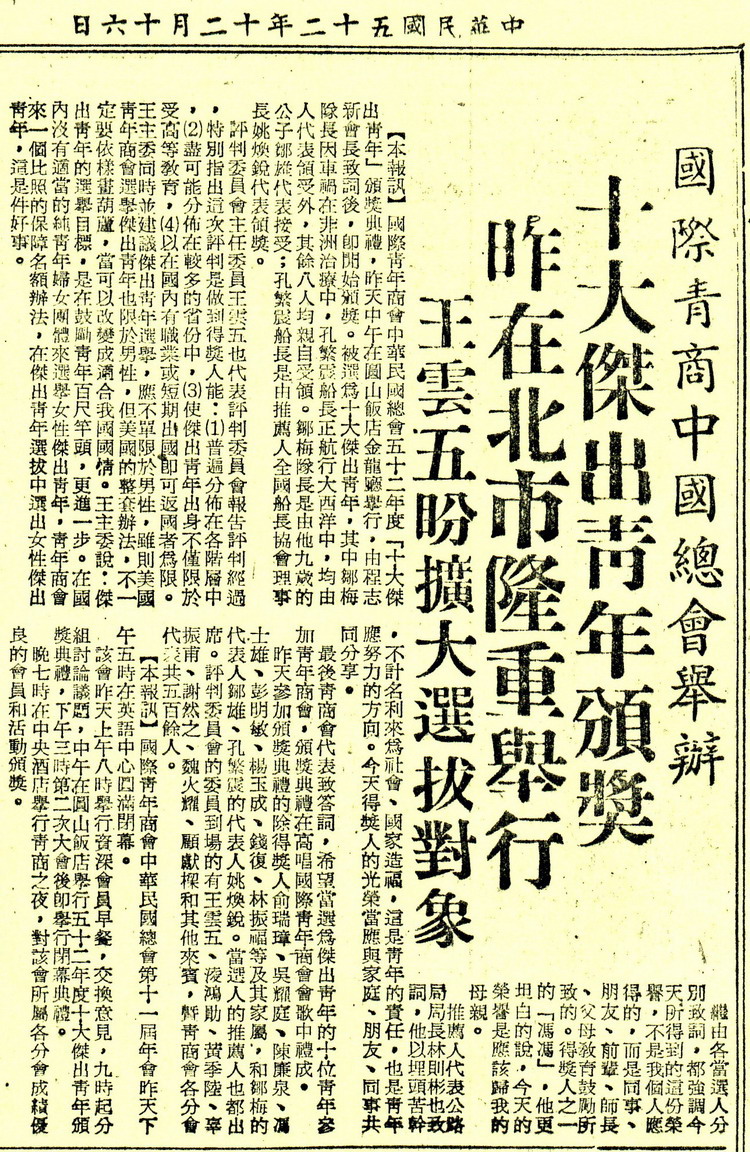 中華民國五十二年十二月十六日
國際青商中國總會舉辦
十大傑出青年頒獎
昨在北市隆重舉行
王雲五盼擴大選拔對象
【本報訊】國際青年商會中華民國總會五十二年度「十大傑
出青年」頒獎典禮，昨天中午在圓山飯店金龍廳舉行，由程志
新會長致詞後，卽開始頒獎。被選為十大傑出青年，其中鄒梅
隊長因車禍在非洲治療中，孔繁震船長正航行大西洋中，均由
人代表領受外，其餘八人均親自受領。鄒梅隊長是由他九歲的
公子鄒雄代表接受；孔繁震船長是由推薦人全國船長協會理事
長姚煥銳代表領獎。
評判委員會主任委員王雲五也代表評判委員會報告評判經過
，特別指出這次評判是做到得獎人能：⑴普遍分佈在各階層中
，⑵盡可能分佈在較多的省份中，⑶使傑出青年出身不僅限於
受高等敎育，⑷以在國內有職業或短期出國卽可返國者為限。
王主委同時並建議傑出青年選舉，應不單限於男性，雖則美國
青年商會選舉傑出青年也限於男性，但美國的整套辦法，不一
定要依樣畫葫蘆，當可以改變成適合我國國情。王主委說：傑
出青年的選舉目標，是在鼓勵青年百尺竿頭，更進一步。在國
內沒有適當的純青年婦女團體來選舉女性傑出青年，青年商會
來一個比照的保障名額辦法，在傑出青年選拔中選出女性傑出
青年，這是件好事。
繼由各當選人分
別致詞，都強調今
天所得到的這份榮
譽，不是我個人應
得的，而是同事、
朋友、前輩、師長
、父母敎育鼓勵所
致的。得獎人之一
的「馮馮」，他更
坦白的說，今天的
榮譽是應該歸我的
母親。
推薦人代表公路
局局長林則彬也致
詞，他以埋頭苦幹
，不計名利來為社會、國家造福，這是青年的責任，也是青年
應努力的方向。今天得獎人的光榮當應與家庭、朋友、同事共
同分享。
最後青商會代表致答詞，希望當選為傑出青年的十位青年參
加青年商會，頒獎典禮在高唱國際青年商會會歌中禮成。
昨天參加頒獎典禮的除得獎人俞瑞璋、吳耀庭、陳廉泉、馮
士雄、彭明敏、楊玉成、錢復、林振福等及其家屬，和鄒梅的
代表人鄒雄、孔繁震的代表人姚煥銳。當選人的推薦人也都出
席。評判委員會的委員到場的有王雲五、淩鴻勛、黃季陸、辜
振甫、謝然之、魏火耀、顧獻樑和其他來賓，暨青商會各分會
代表共五百餘人。
【本報訊】國際青年商會中華民國總會第十一屆年會昨天下
午五時在英語中心圓滿閉幕。
該會昨天上午八時舉行資深會員早餐，交換意見，九時起分
組討論議題，中午在圓山飯店舉行五十二年度十大傑出青年頒
獎典禮，下午三時第二次大會後卽舉行閉幕典禮。
晚七時在中央酒店舉行青商之夜，對該會所屬各分會成績優
良的會員和活動頒獎。